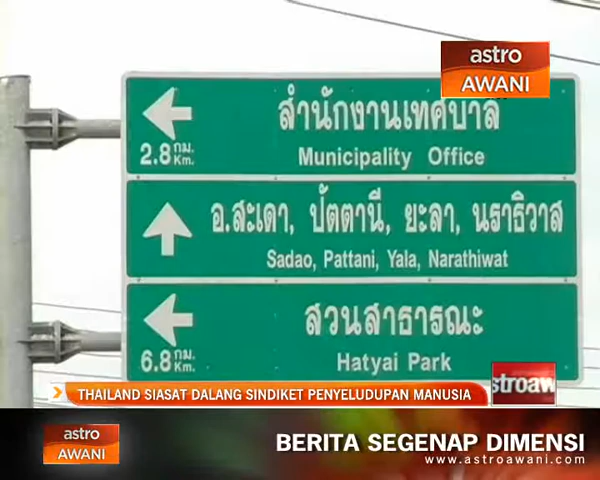 astro
AWANI
สำนักงานเทศบาล
2.8 กม.
Km.
Municipality Office
อ.สะเดา, ปัตตานี, ยะลา, นราธิวาส
Sadao, Pattani, Yala, Narathiwat
สวนสาธารณะ
6.8 กม.
Km.
Hatyai Park
THAILAND SIASAT DALANG SINDIKET PENYELUDUPAN MANUSIA
stroaw
astro
AWANI
BERITA SEGENAP DIMENSI
www.astroawani.com